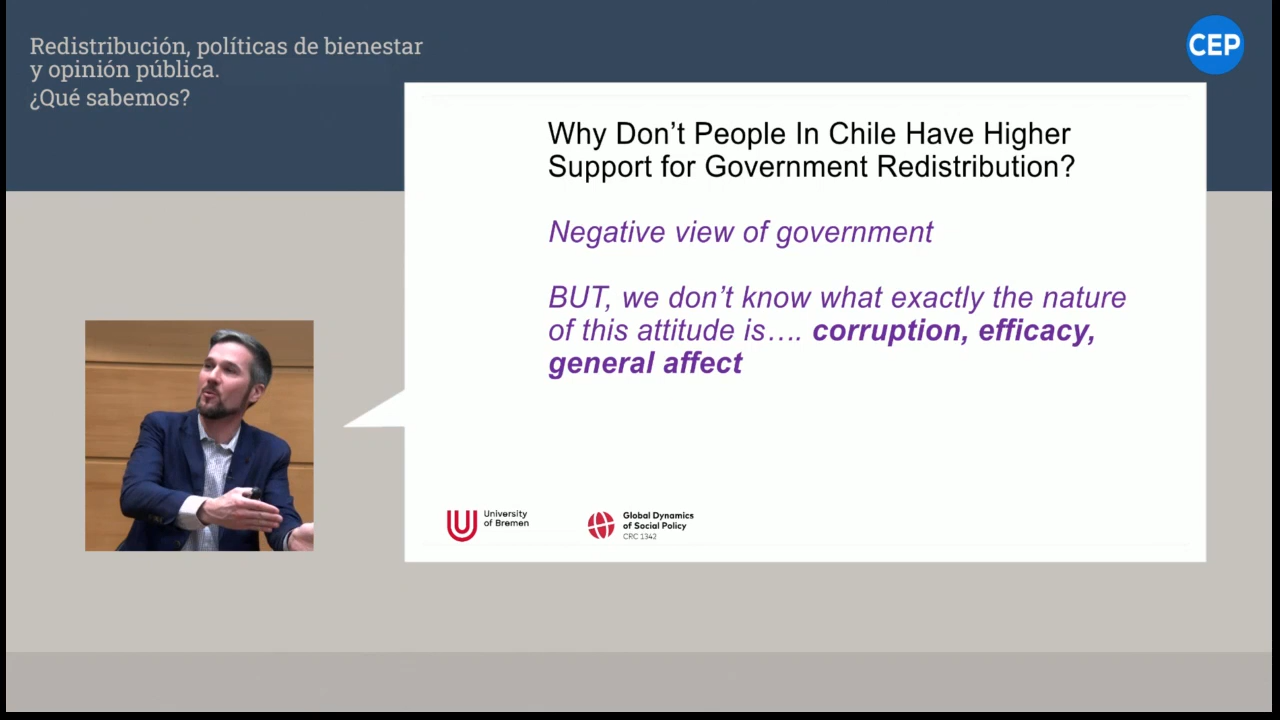 Redistribución, políticas de bienestar
y opinión pública.
¿Qué sabemos?
CEP
Why Don’t People In Chile Have Higher
Support for Government Redistribution?
Negative view of government
BUT, we don’t know what exactly the nature
of this attitude is…. corruption, efficacy,
general affect
University
of Bremen
Global Dynamics
of Social Policy
CRC 1342